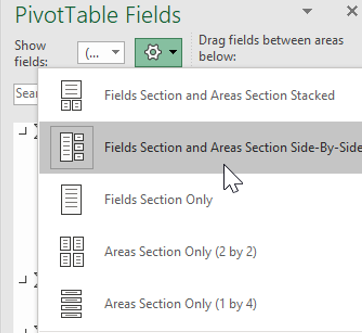 PivotTable Fields
Show
fields:
(...
Drag fields between areas
below:
Sear
Fields Section and Areas Section Stacked
Fields Section and Areas Section Side-By-Side
Fields Section Only
Areas Section Only (2 by 2)
Areas Section Only (1 by 4)